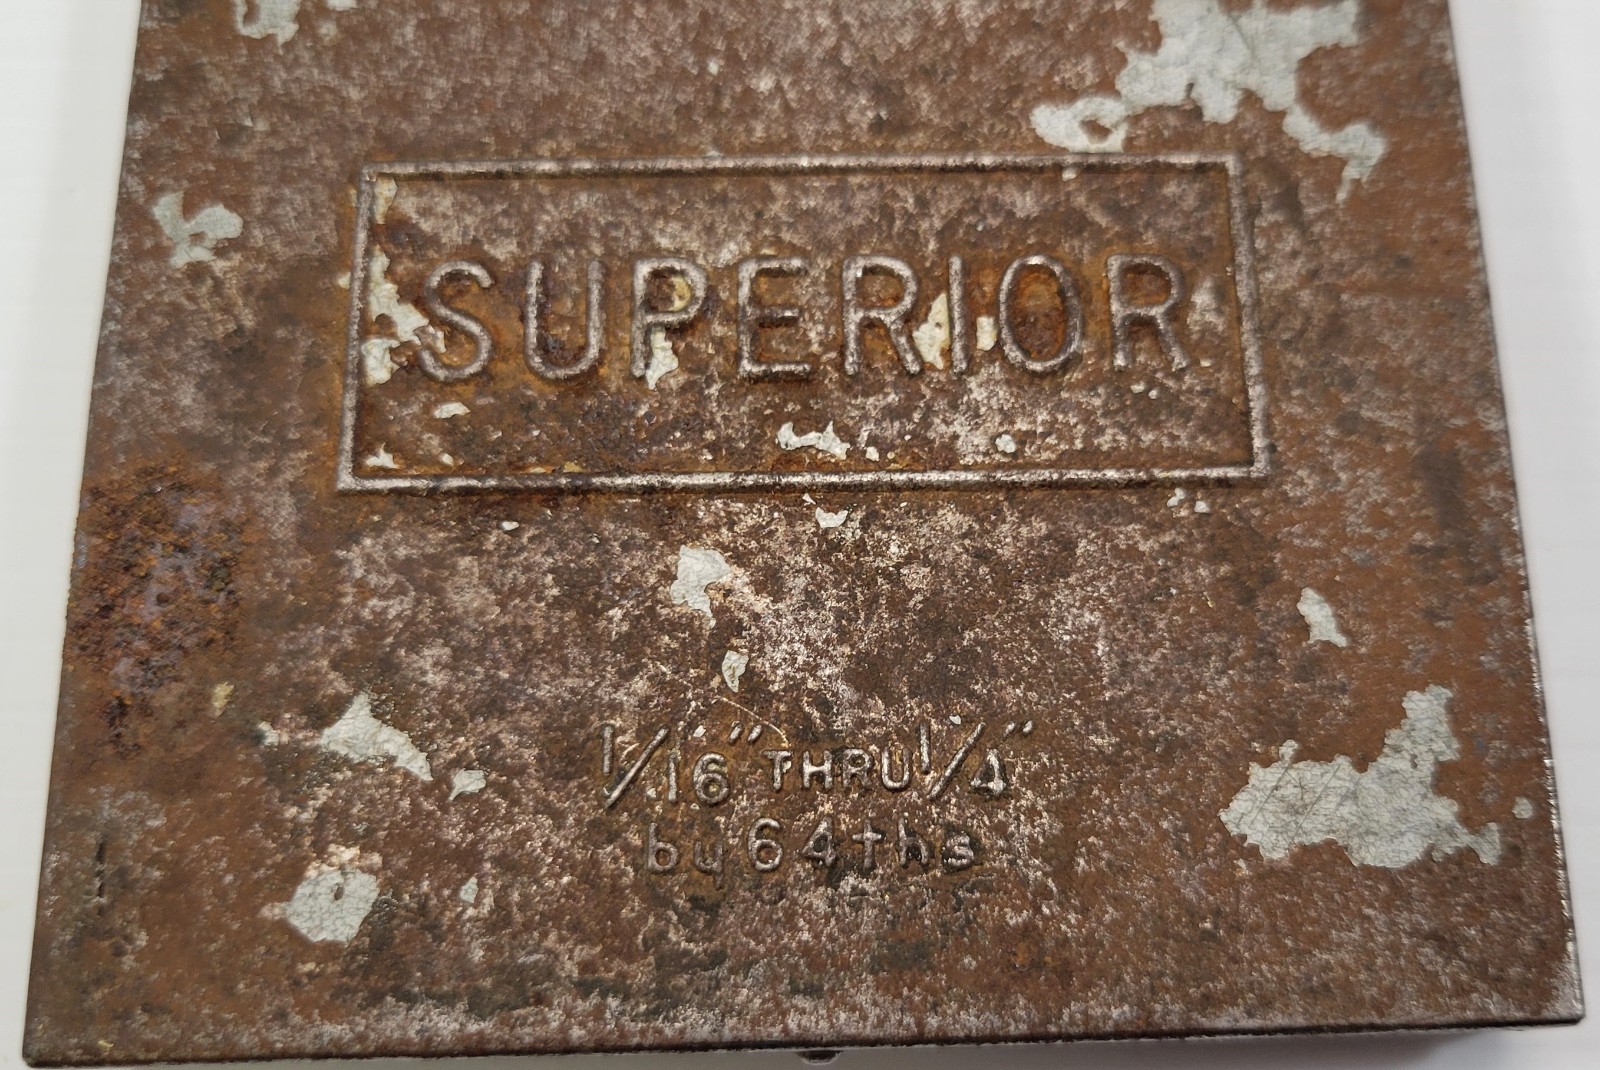 SUPERIOR
1/16" THRU 1/4"
by 64ths